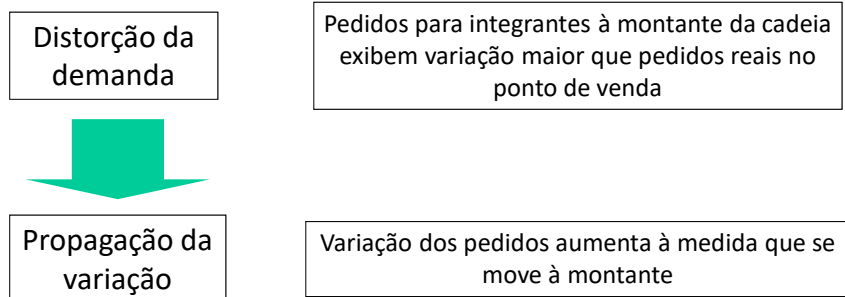 Distorção da
demanda
Pedidos para integrantes à montante da cadeia
exibem variação maior que pedidos reais no
ponto de venda
Propagação da
variação
Variação dos pedidos aumenta à medida que se
move à montante